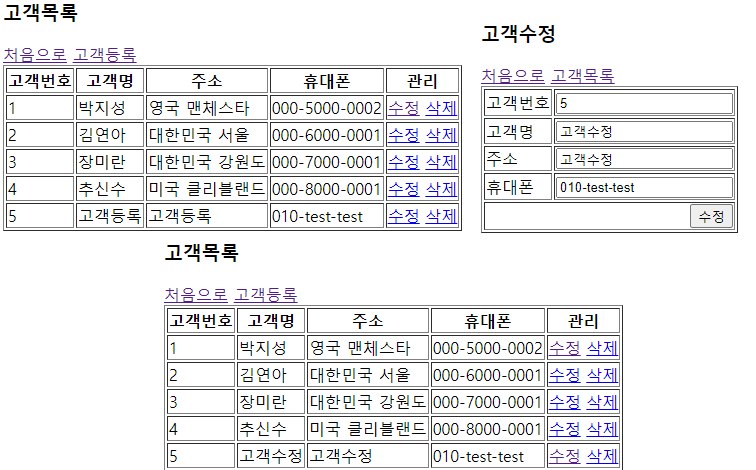 고객목록
처음으로 고객등록
고객번호 고객명 주소 휴대폰 관리
1 박지성 영국 맨체스타 000-5000-0002 수정 삭제
2 김연아 대한민국 서울 000-6000-0001 수정 삭제
3 장미란 대한민국 강원도 000-7000-0001 수정 삭제
4 추신수 미국 클리블랜드 000-8000-0001 수정 삭제
5 고객등록 고객등록 010-test-test 수정 삭제
고객수정
처음으로 고객목록
고객번호 5
고객명 고객수정
주소 고객수정
휴대폰 010-test-test
수정
고객목록
처음으로 고객등록
고객번호 고객명 주소 휴대폰 관리
1 박지성 영국 맨체스타 000-5000-0002 수정 삭제
2 김연아 대한민국 서울 000-6000-0001 수정 삭제
3 장미란 대한민국 강원도 000-7000-0001 수정 삭제
4 추신수 미국 클리블랜드 000-8000-0001 수정 삭제
5 고객수정 고객수정 010-test-test 수정 삭제